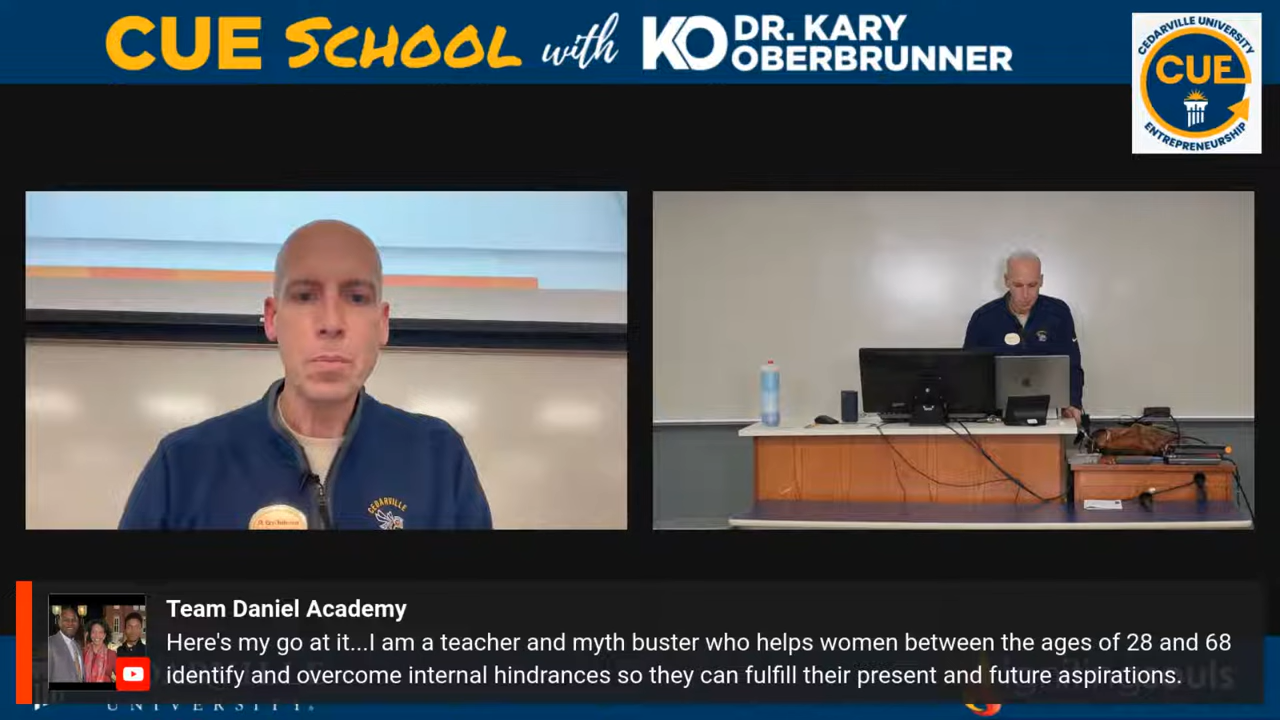 CUE SCHOOL with KO DR. KARY
OBERBRUNNER
CEDARVILLE UNIVERSITY
CUE
ENTREPRENEURSHIP
CEDARVILLE
Team Daniel Academy
Here's my go at it...I am a teacher and myth buster who helps women between the ages of 28 and 68
identify and overcome internal hindrances so they can fulfill their present and future aspirations.
UNIVERSITY